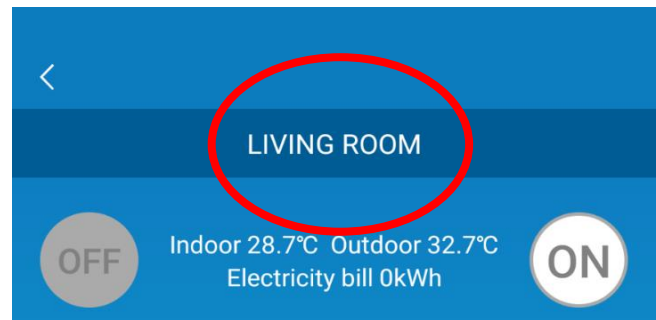 LIVING ROOM
OFF
Indoor 28.7℃ Outdoor 32.7℃
Electricity bill 0kWh
ON